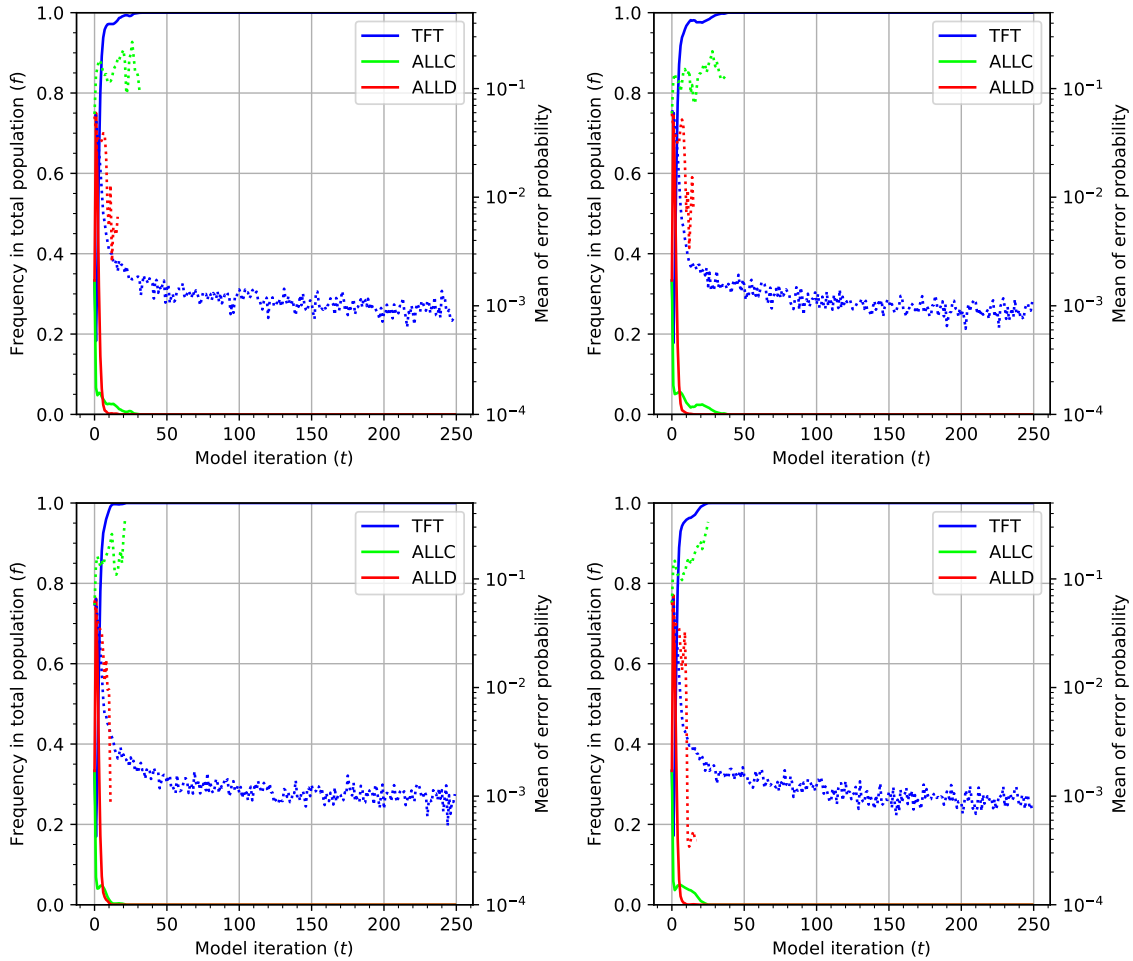 Frequency in total population (f)
1.0
0.8
0.6
0.4
0.2
0.0
TFT
ALLC
ALLD
10⁻¹
10⁻²
10⁻³
10⁻⁴
Mean of error probability
0 50 100 150 200 250
Model iteration (t)
Frequency in total population (f)
1.0
0.8
0.6
0.4
0.2
0.0
TFT
ALLC
ALLD
10⁻¹
10⁻²
10⁻³
10⁻⁴
Mean of error probability
0 50 100 150 200 250
Model iteration (t)
Frequency in total population (f)
1.0
0.8
0.6
0.4
0.2
0.0
TFT
ALLC
ALLD
10⁻¹
10⁻²
10⁻³
10⁻⁴
Mean of error probability
0 50 100 150 200 250
Model iteration (t)
Frequency in total population (f)
1.0
0.8
0.6
0.4
0.2
0.0
TFT
ALLC
ALLD
10⁻¹
10⁻²
10⁻³
10⁻⁴
Mean of error probability
0 50 100 150 200 250
Model iteration (t)